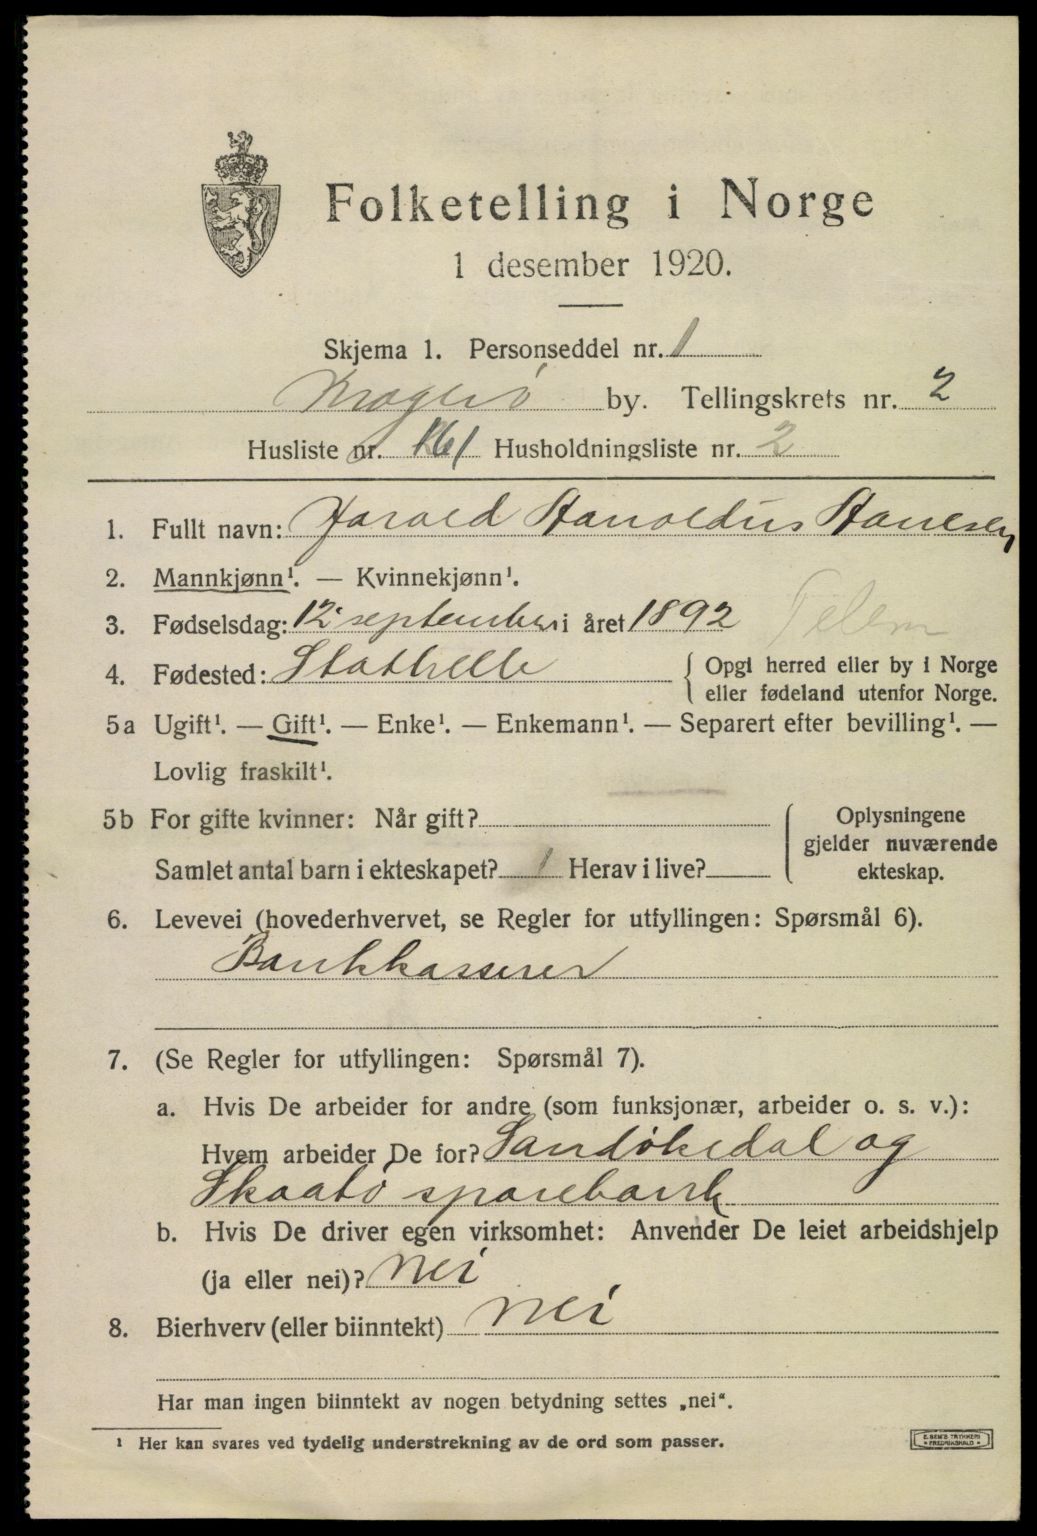 Folketelling i Norge
1 desember 1920.
Skjema 1. Personseddel nr. 1
Kragerø by. Tellingskrets nr. 2
Husliste nr. 161 Husholdningsliste nr. 2
1. Fullt navn: Harald Hanoldus Hansen
2. Mannkjønn¹. — Kvinnekjønn¹.
3. Fødselsdag: 12 september i året 1892 Telem
4. Fødested: Stathelle { Opgi herred eller by i Norge
eller fødeland utenfor Norge.
5a Ugift¹. — Gift¹. — Enke¹. — Enkemann¹. — Separert efter bevilling¹. —
Lovlig fraskilt¹.
5b For gifte kvinner: Når gift? { Oplysningene
gjelder nuværende
Samlet antal barn i ekteskapet? 1 Herav i live? ekteskap.
6. Levevei (hovederhvervet, se Regler for utfyllingen: Spørsmål 6).
Bankkasserer
7. (Se Regler for utfyllingen: Spørsmål 7).
a. Hvis De arbeider for andre (som funksjonær, arbeider o. s. v.):
Hvem arbeider De for? Sandøkedal og
Skaatø sparebank
b. Hvis De driver egen virksomhet: Anvender De leiet arbeidshjelp
(ja eller nei)? nei
8. Bierhverv (eller biinntekt) nei
Har man ingen biinntekt av nogen betydning settes „nei“.
¹ Her kan svares ved tydelig understrekning av de ord som passer.
E. SEM'S TRYKKERI
FREDRIKSHALD